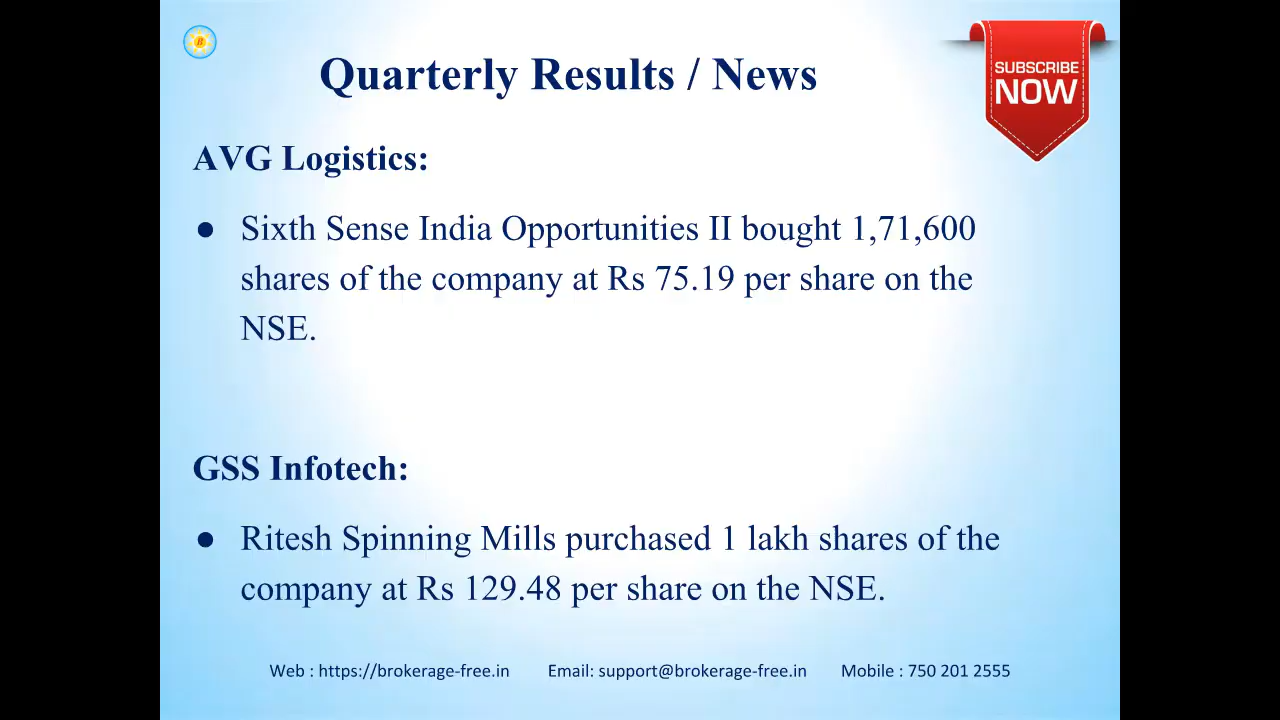 Quarterly Results / News
SUBSCRIBE
NOW
AVG Logistics:
● Sixth Sense India Opportunities II bought 1,71,600
shares of the company at Rs 75.19 per share on the
NSE.
GSS Infotech:
● Ritesh Spinning Mills purchased 1 lakh shares of the
company at Rs 129.48 per share on the NSE.
Web : https://brokerage-free.in Email: support@brokerage-free.in Mobile : 750 201 2555